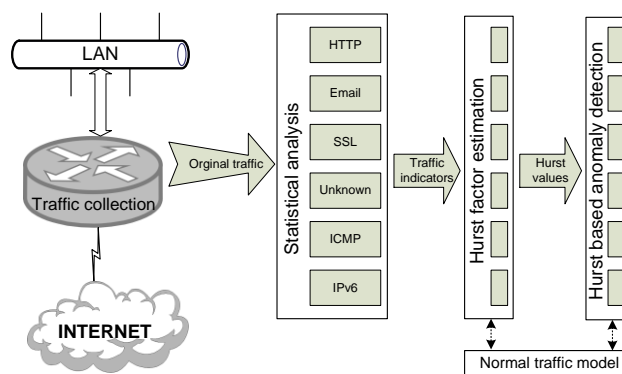 LAN
Traffic collection
INTERNET
Orginal traffic
Statistical analysis
HTTP
Email
SSL
Unknown
ICMP
IPv6
Traffic
indicators
Hurst factor estimation
Hurst
values
Hurst based anomaly detection
Normal traffic model